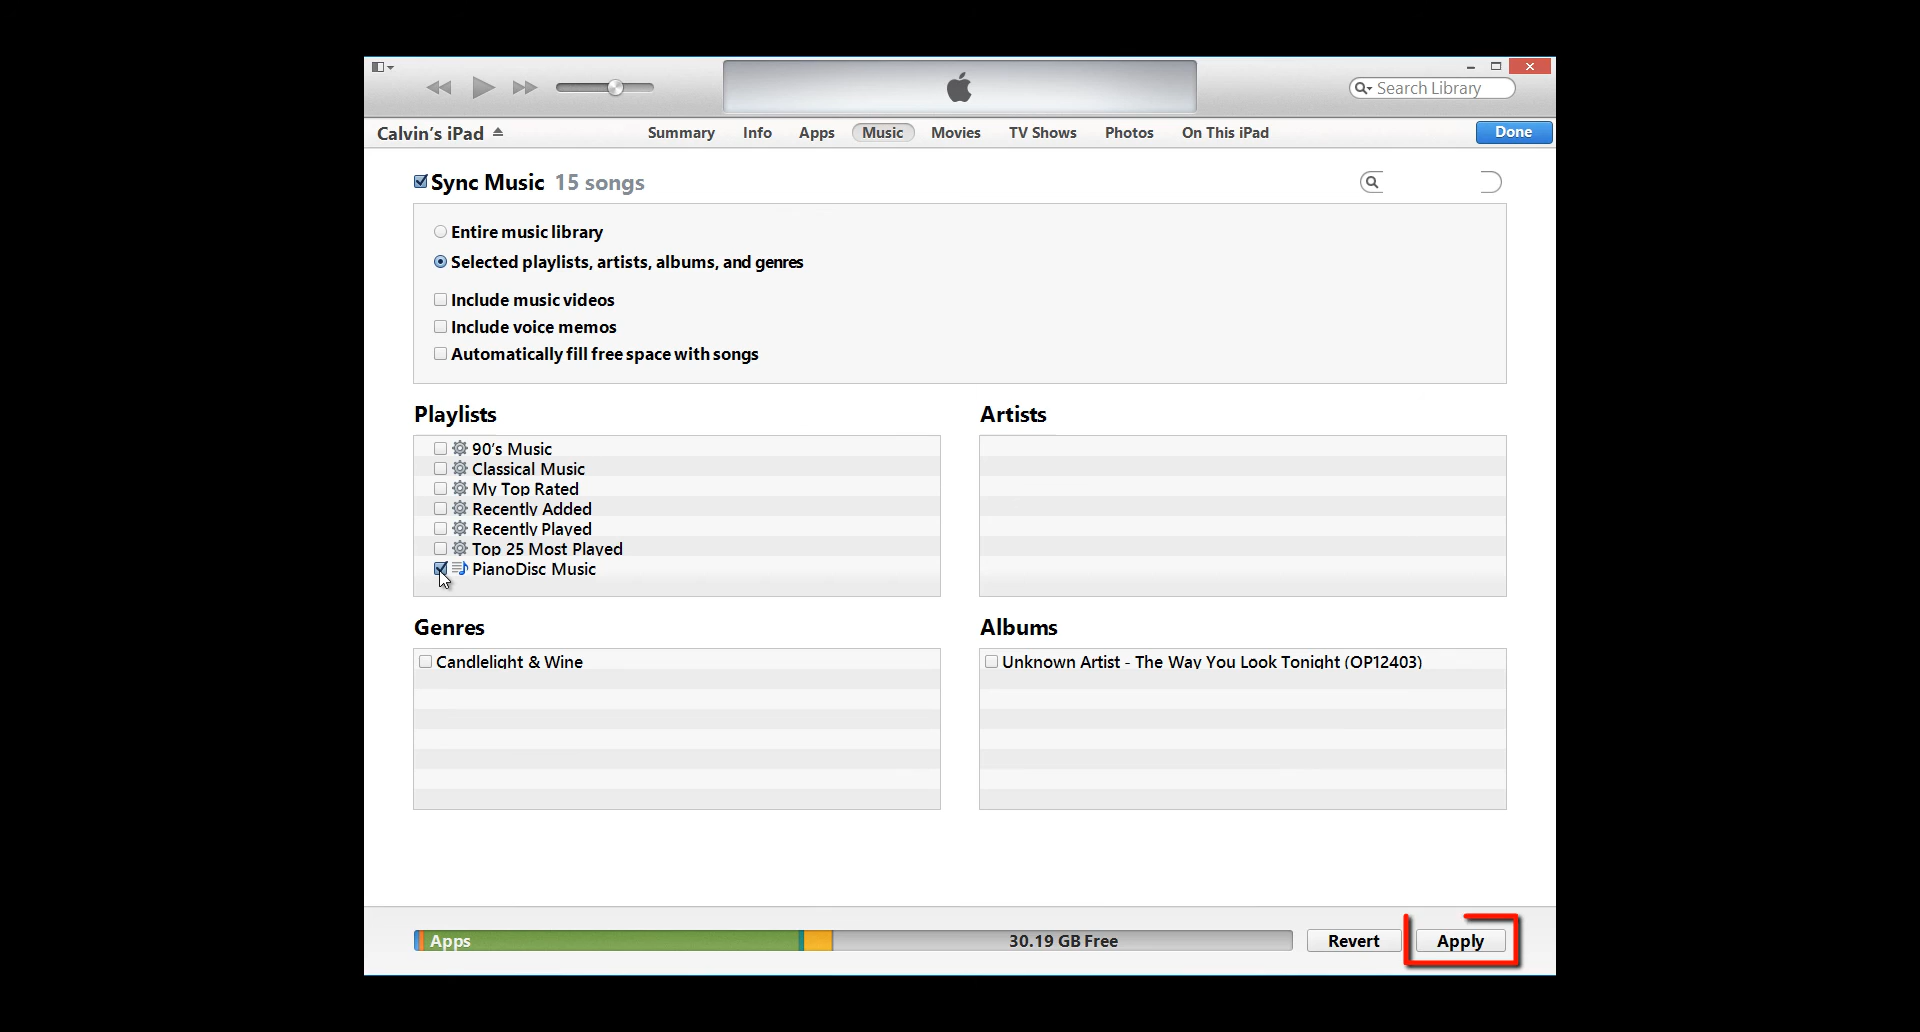 Search Library
Calvin's iPad
Summary
Info
Apps
Music
Movies
TV Shows
Photos
On This iPad
Done
Sync Music 15 songs
Entire music library
Selected playlists, artists, albums, and genres
Include music videos
Include voice memos
Automatically fill free space with songs
Playlists
90's Music
Classical Music
My Top Rated
Recently Added
Recently Played
Top 25 Most Played
PianoDisc Music
Artists
Genres
Candlelight & Wine
Albums
Unknown Artist - The Way You Look Tonight (OP12403)
Apps
30.19 GB Free
Revert
Apply